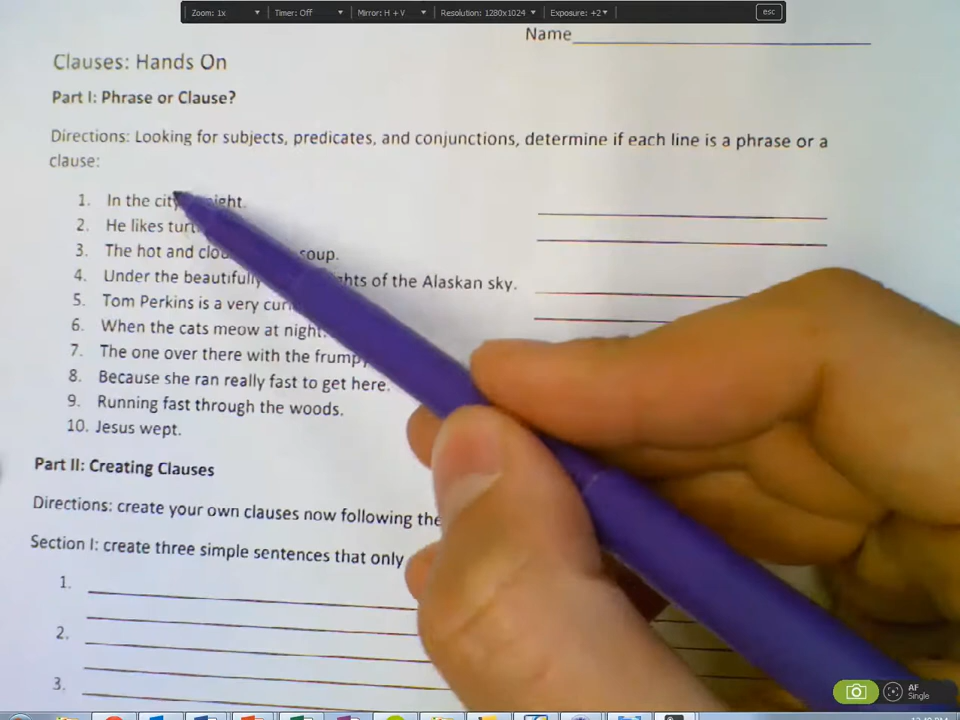 Zoom: 1x Timer: Off Mirror: H + V Resolution: 1280x1024 Exposure: +2 esc
Name
Clauses: Hands On
Part I: Phrase or Clause?
Directions: Looking for subjects, predicates, and conjunctions, determine if each line is a phrase or a
clause:
1. In the city
2. He likes
3. The hot and soup.
4. Under the beautifully of the Alaskan sky.
5. Tom Perkins is a very
6. When the cats meow at night.
7. The one over there with the
8. Because she ran really fast to get here.
9. Running fast through the woods.
10. Jesus wept.
Part II: Creating Clauses
Directions: create your own clauses now following the
Section I: create three simple sentences that only
1.
2.
3.
AF
Single